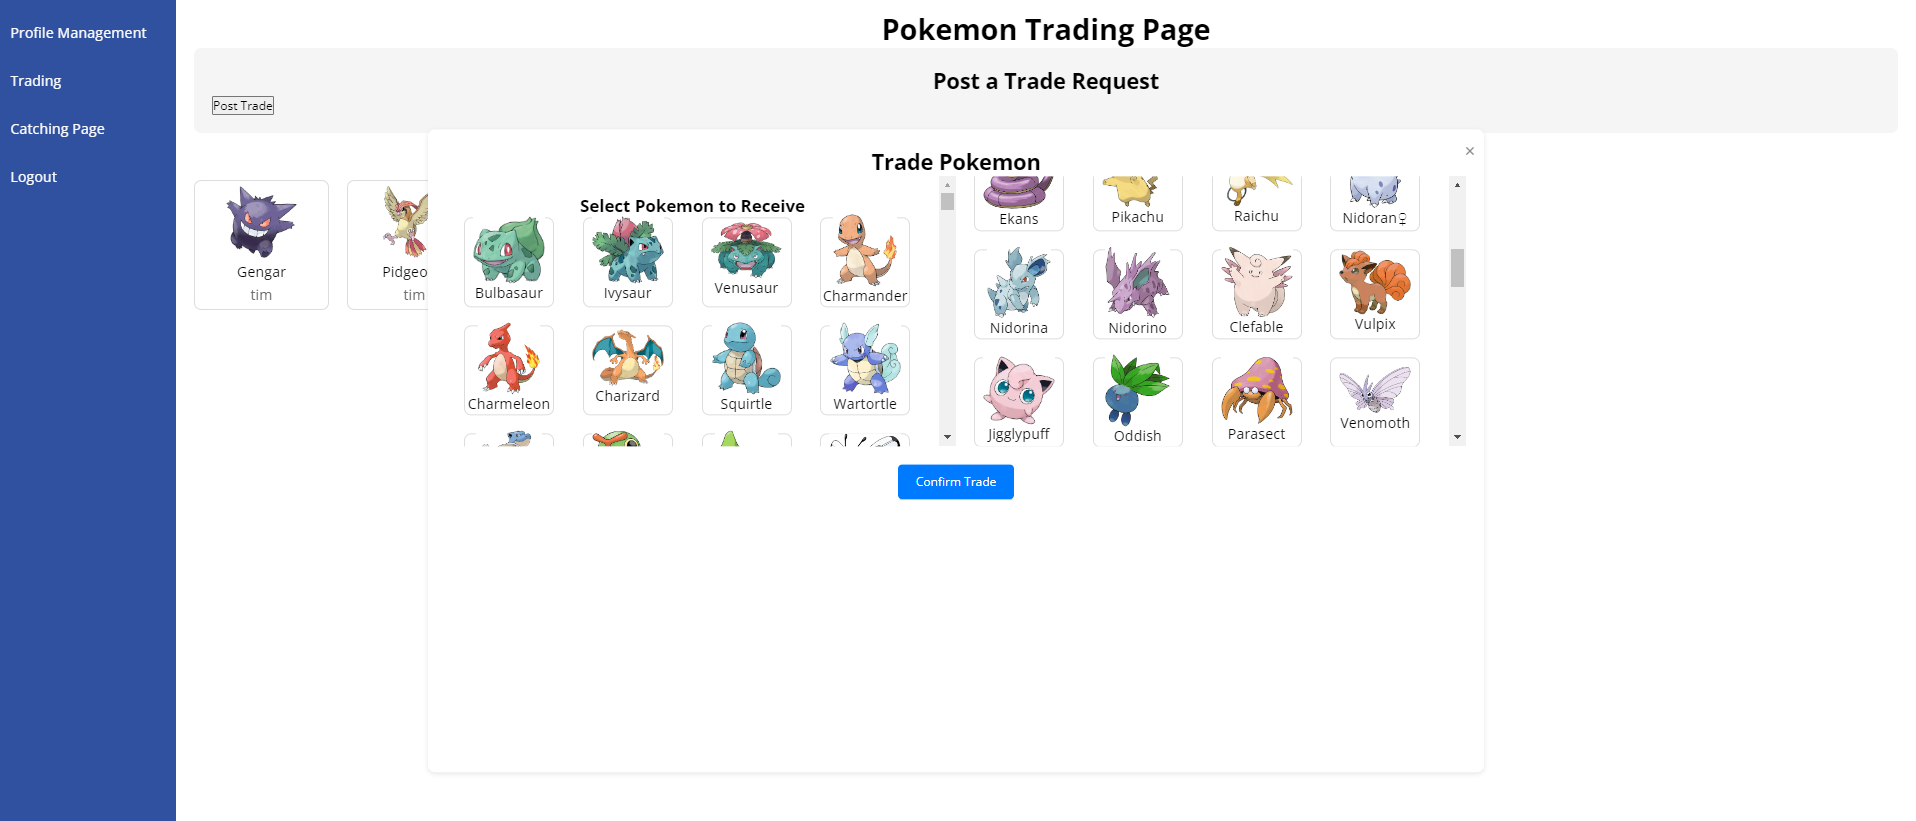 Profile Management
Trading
Catching Page
Logout
Pokemon Trading Page
Post a Trade Request
Post Trade
Gengar
tim
Pidgeo
tim
Trade Pokemon
×
Select Pokemon to Receive
Bulbasaur Ivysaur Venusaur Charmander
Charmeleon Charizard Squirtle Wartortle
Ekans Pikachu Raichu Nidoran♀
Nidorina Nidorino Clefable Vulpix
Jigglypuff Oddish Parasect Venomoth
Confirm Trade